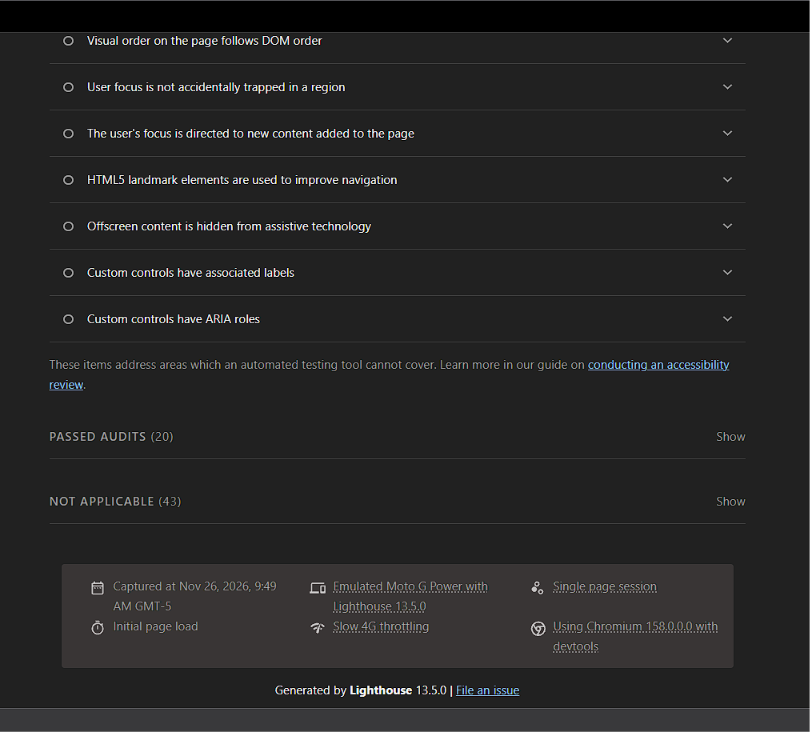 Visual order on the page follows DOM order
User focus is not accidentally trapped in a region
The user's focus is directed to new content added to the page
HTML5 landmark elements are used to improve navigation
Offscreen content is hidden from assistive technology
Custom controls have associated labels
Custom controls have ARIA roles
These items address areas which an automated testing tool cannot cover. Learn more in our guide on conducting an accessibility
review.
PASSED AUDITS (20) Show
NOT APPLICABLE (43) Show
Captured at Nov 26, 2026, 9:49
AM GMT-5
Emulated Moto G Power with
Lighthouse 13.5.0
Single page session
Initial page load
Slow 4G throttling
Using Chromium 158.0.0.0 with
devtools
Generated by Lighthouse 13.5.0 | File an issue